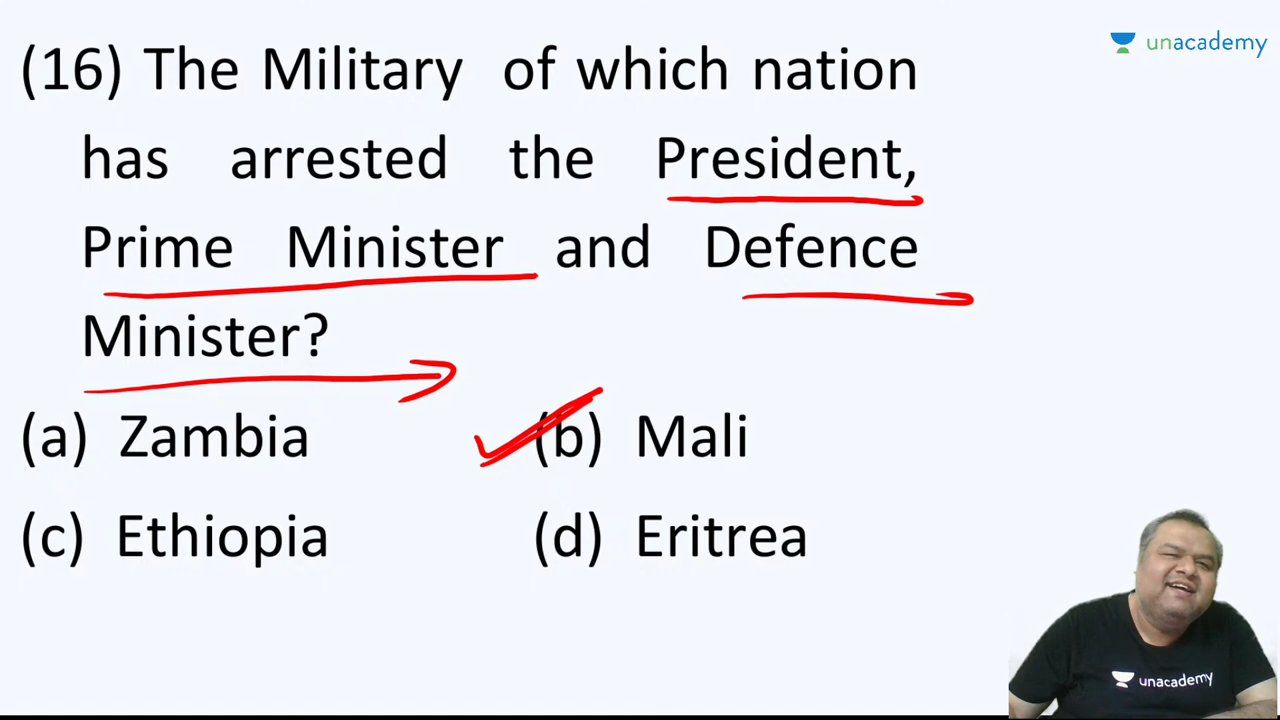 unacademy
(16) The Military of which nation
has arrested the President,
Prime Minister and Defence
Minister?
(a) Zambia (b) Mali
(c) Ethiopia (d) Eritrea
unacademy